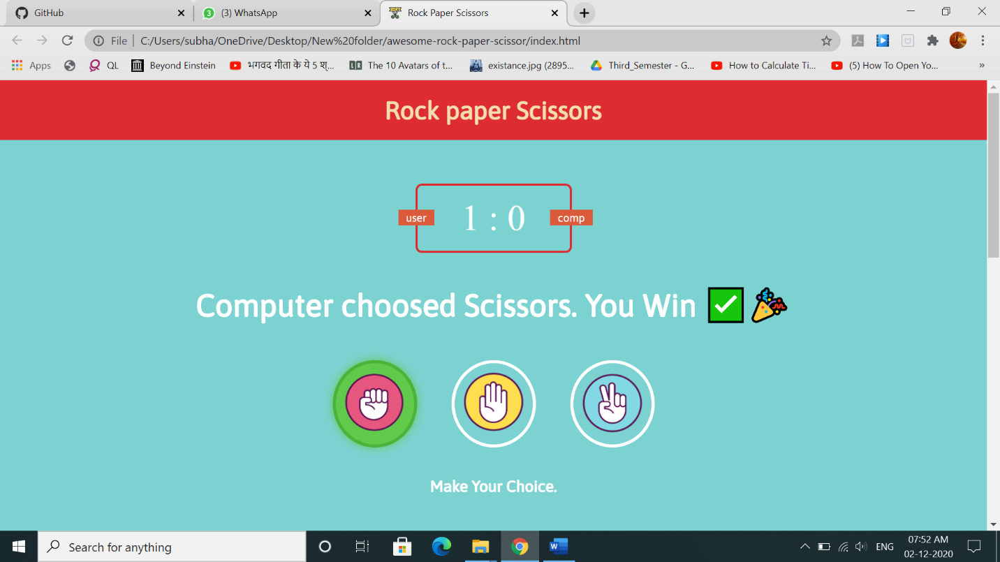 GitHub
(3) WhatsApp
Rock Paper Scissors
File
C:/Users/subha/OneDrive/Desktop/New%20folder/awesome-rock-paper-scissor/index.html
Apps
QL
Beyond Einstein
भगवद गीता के ये 5 श्...
LR
The 10 Avatars of t...
existance.jpg (2895...
Third_Semester - G...
How to Calculate Ti...
(5) How To Open Yo...
»
Rock paper Scissors
user
1 : 0
comp
Computer choosed Scissors. You Win ✅ 🎉
Make Your Choice.
Search for anything
ENG
07:52 AM
02-12-2020